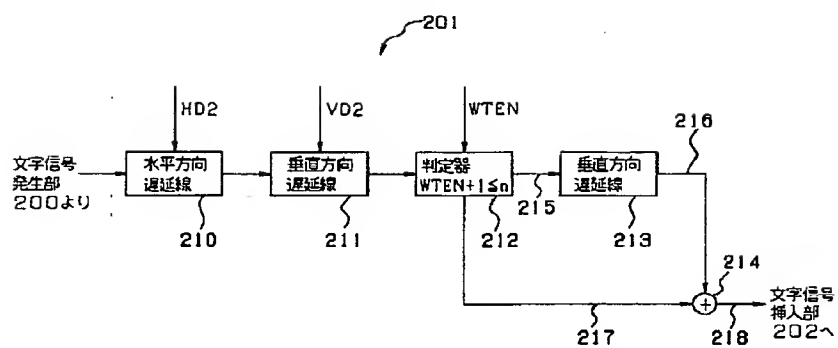 201
HD2
VD2
WTEN
216
文字信号
発生部
200より
水平方向
遅延線
垂直方向
遅延線
判定器
WTEN+1≤n
垂直方向
遅延線
210
211
212
215
213
214
+
文字信号
挿入部
202へ
217
218